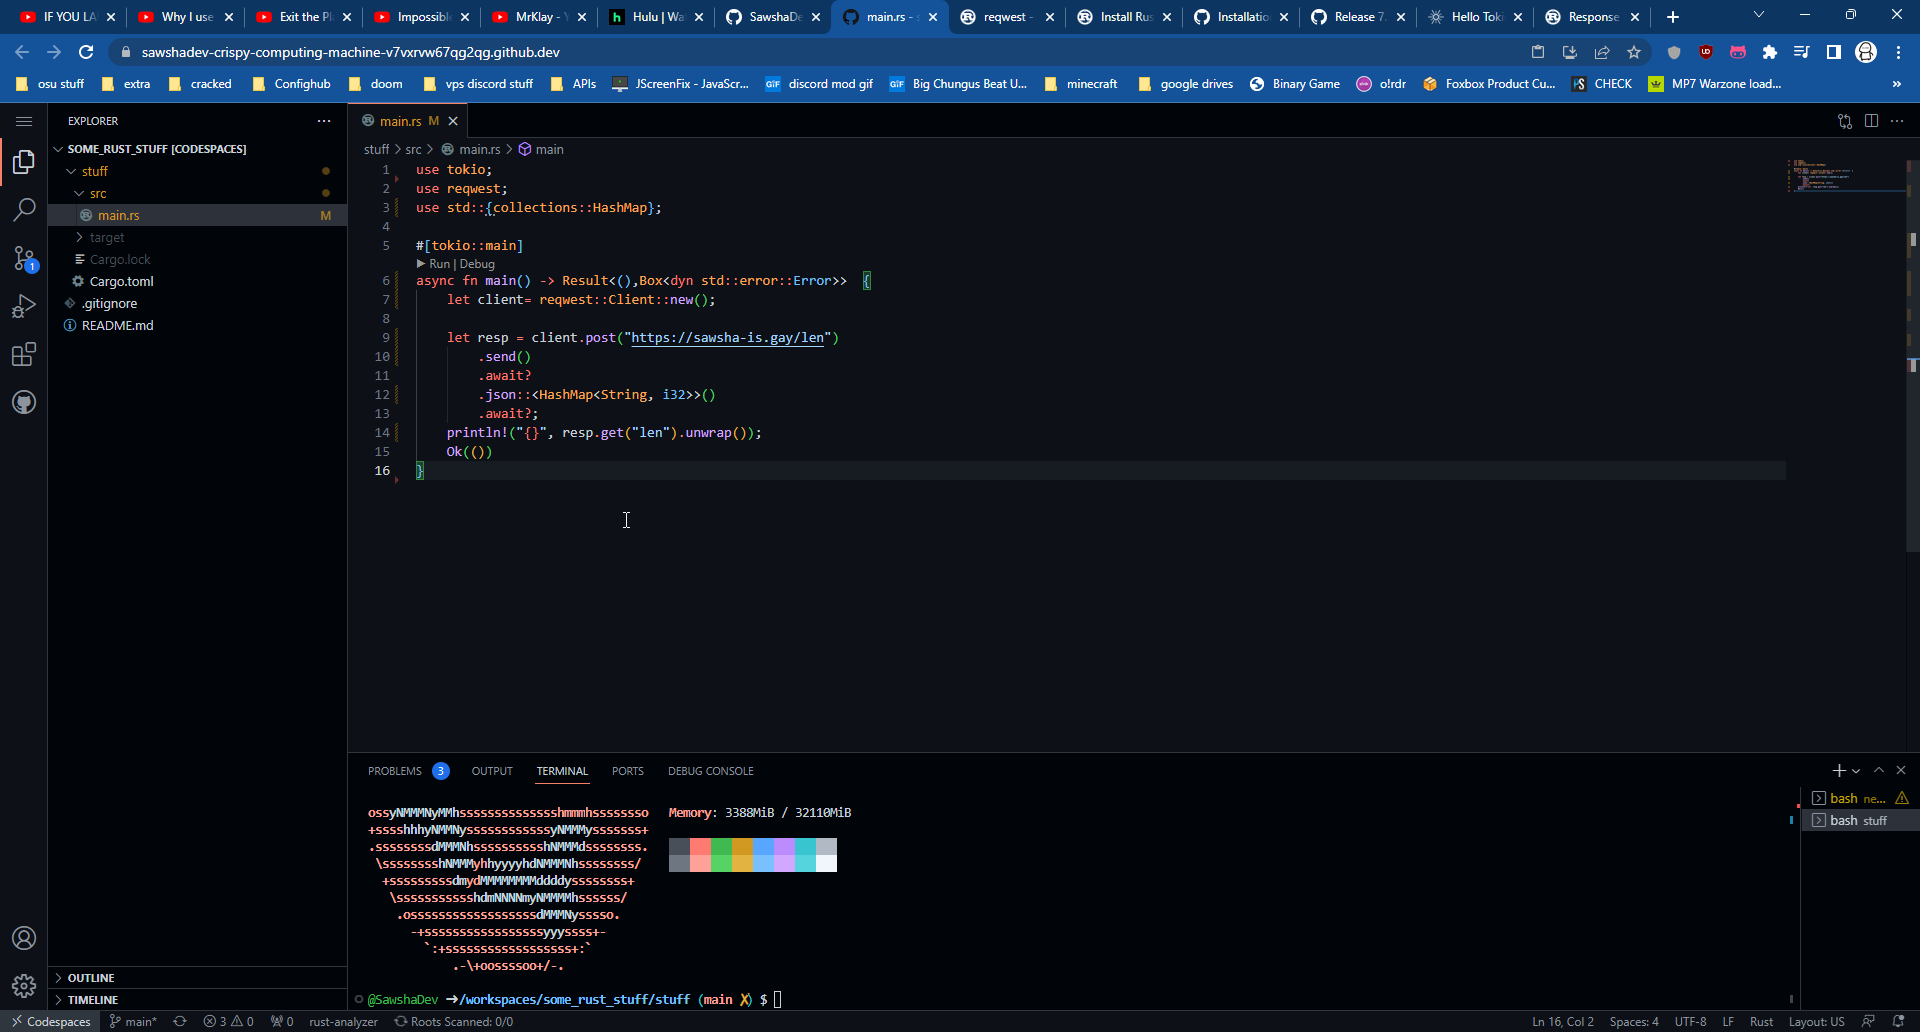 IF YOU LA
Why I use
Exit the Pl
Impossible
MrKlay - Y
Hulu | Wa
SawshaDe
main.rs - s
reqwest -
Install Rus
Installatio
Release 7.
Hello Toki
Response
sawshadev-crispy-computing-machine-v7vxrvw67qg2qg.github.dev
osu stuff
extra
cracked
Confighub
doom
vps discord stuff
APIs
JScreenFix - JavaScr...
discord mod gif
Big Chungus Beat U...
minecraft
google drives
Binary Game
o!rdr
Foxbox Product Cu...
CHECK
MP7 Warzone load...
»
EXPLORER
SOME_RUST_STUFF [CODESPACES]
stuff
src
main.rs M
target
Cargo.lock
Cargo.toml
.gitignore
README.md
OUTLINE
TIMELINE
1
main.rs M
stuff > src > main.rs > main
1 use tokio;
2 use reqwest;
3 use std::{collections::HashMap};
4
5 #[tokio::main]
Run | Debug
6 async fn main() -> Result<(),Box<dyn std::error::Error>>  {
7 let client= reqwest::Client::new();
8
9 let resp = client.post("https://sawsha-is.gay/len")
10 .send()
11 .await?
12 .json::<HashMap<String, i32>>()
13 .await?;
14 println!("{}", resp.get("len").unwrap());
15 Ok(())
16 }
PROBLEMS 3 OUTPUT TERMINAL PORTS DEBUG CONSOLE
ossyNMMMNyMMhsssssssssssssshmmmhssssssso Memory: 3388MiB / 32110MiB
+sssshhhyNMMNyssssssssssssyNMMMysssssss+
.ssssssssdMMMNhsssssssssshNMMMdssssssss.
\sssssssshNMMMyhhyyyyhdNMMMNhssssssss/
+sssssssssdmydMMMMMMMMddddyssssssss+
\ssssssssssshdmNNNNmyNMMMMhssssss/
.ossssssssssssssssssdMMMNysssso.
-+sssssssssssssssssyyyssss+-
`:+ssssssssssssssssss+:`
.-\+oossssoo+/-.
@SawshaDev ➜/workspaces/some_rust_stuff/stuff (main ✗) $
bash ne...
bash stuff
Codespaces
main*
3
0
0
rust-analyzer
Roots Scanned: 0/0
Ln 16, Col 2
Spaces: 4
UTF-8
LF
Rust
Layout: US